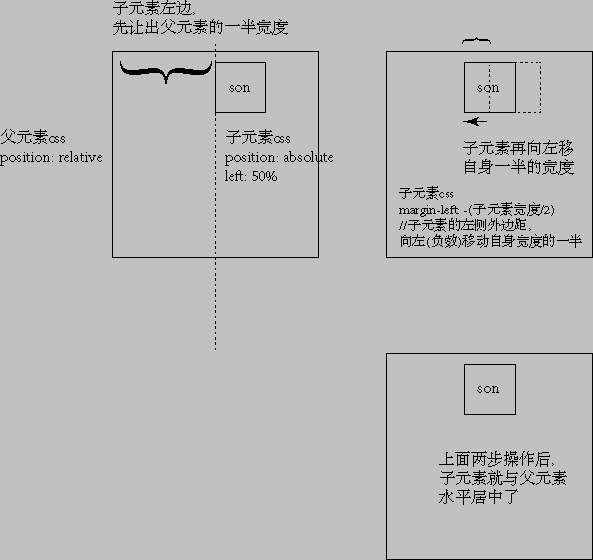 子元素左边,
先让出父元素的一半宽度
son
父元素css
position: relative
子元素css
position: absolute
left: 50%
son
子元素再向左移
自身一半的宽度
子元素css
margin-left -(子元素宽度/2)
//子元素的左侧外边距,
向左(负数)移动自身宽度的一半
son
上面两步操作后,
子元素就与父元素
水平居中了